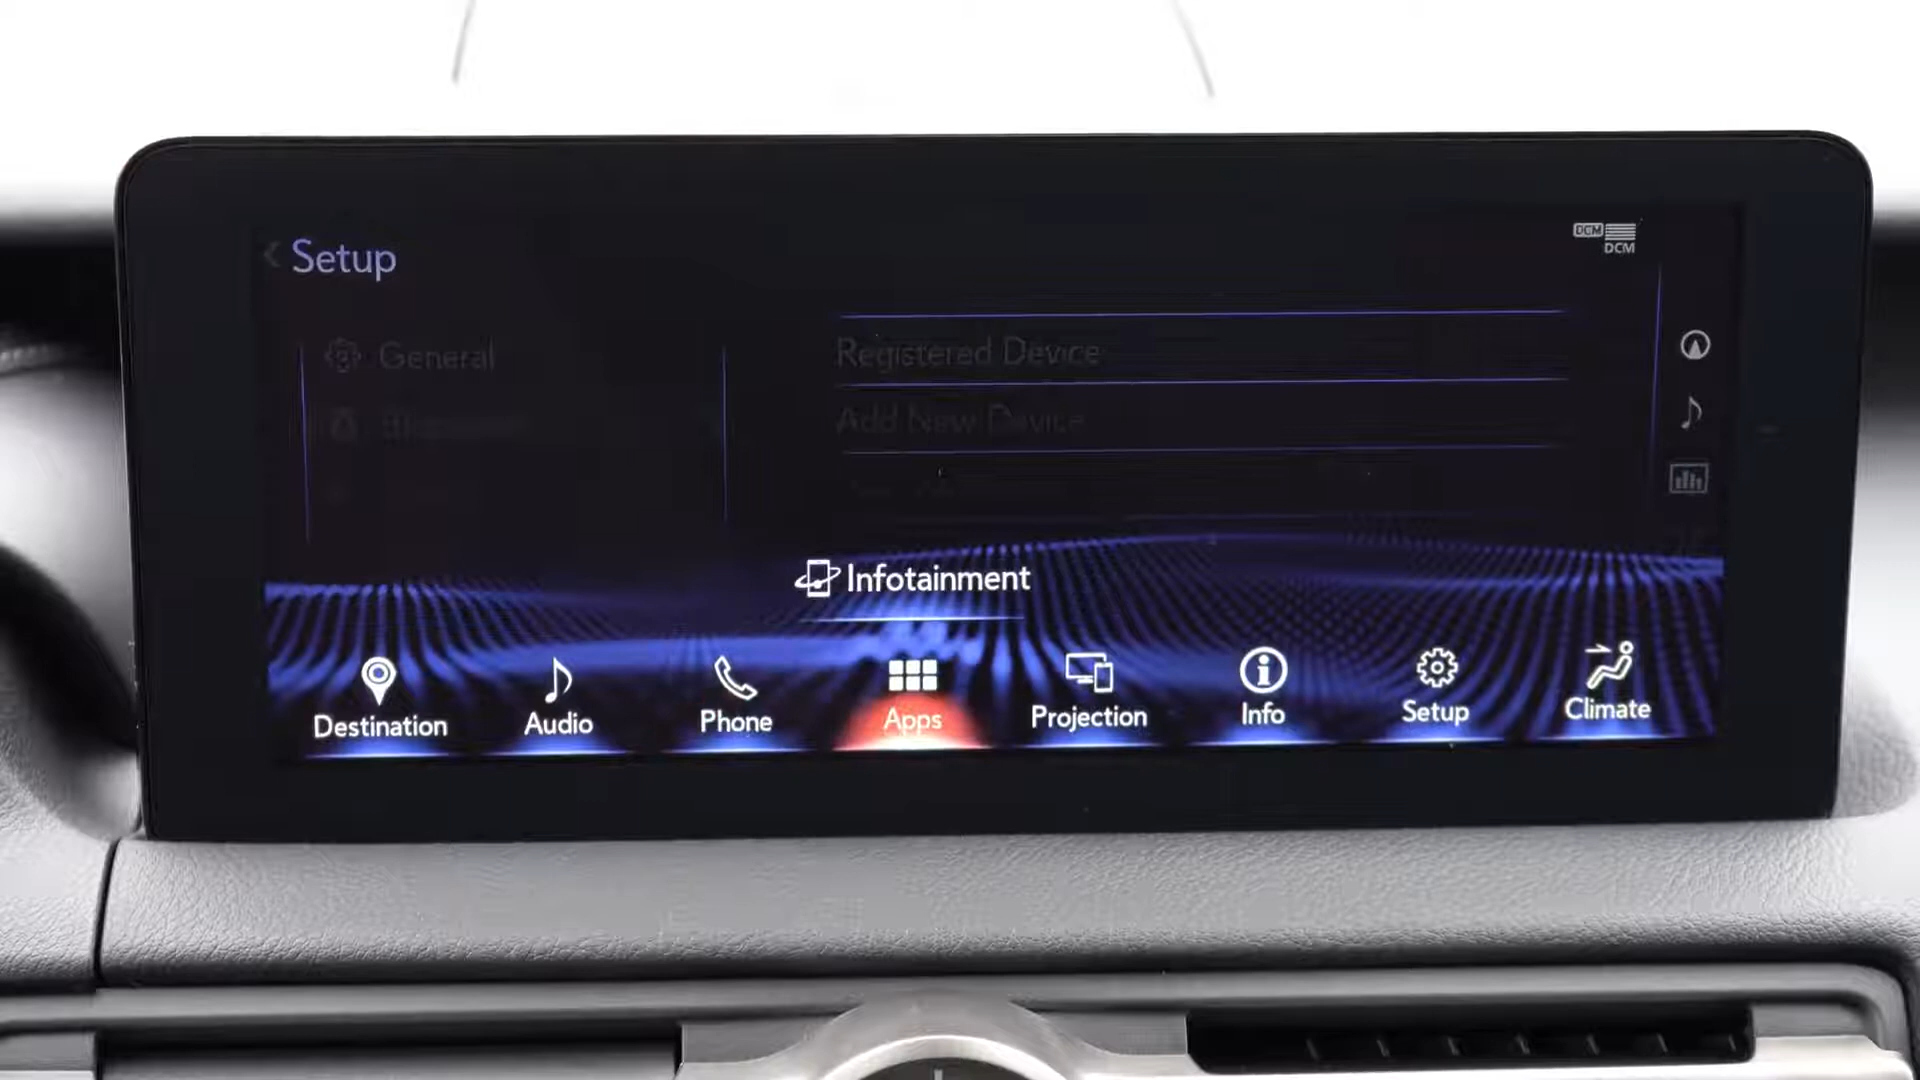 Setup
DCM
DCM
General
Registered Device
Add New Device
Infotainment
Destination
Audio
Phone
Apps
Projection
Info
Setup
Climate